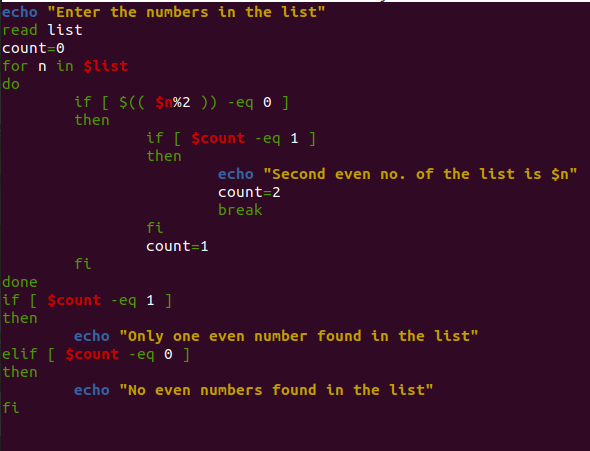 echo "Enter the numbers in the list"
read list
count=0
for n in $list
do
        if [ $(( $n%2 )) -eq 0 ]
        then
                if [ $count -eq 1 ]
                then
                        echo "Second even no. of the list is $n"
                        count=2
                        break
                fi
                count=1
        fi
done
if [ $count -eq 1 ]
then
        echo "Only one even number found in the list"
elif [ $count -eq 0 ]
then
        echo "No even numbers found in the list"
fi